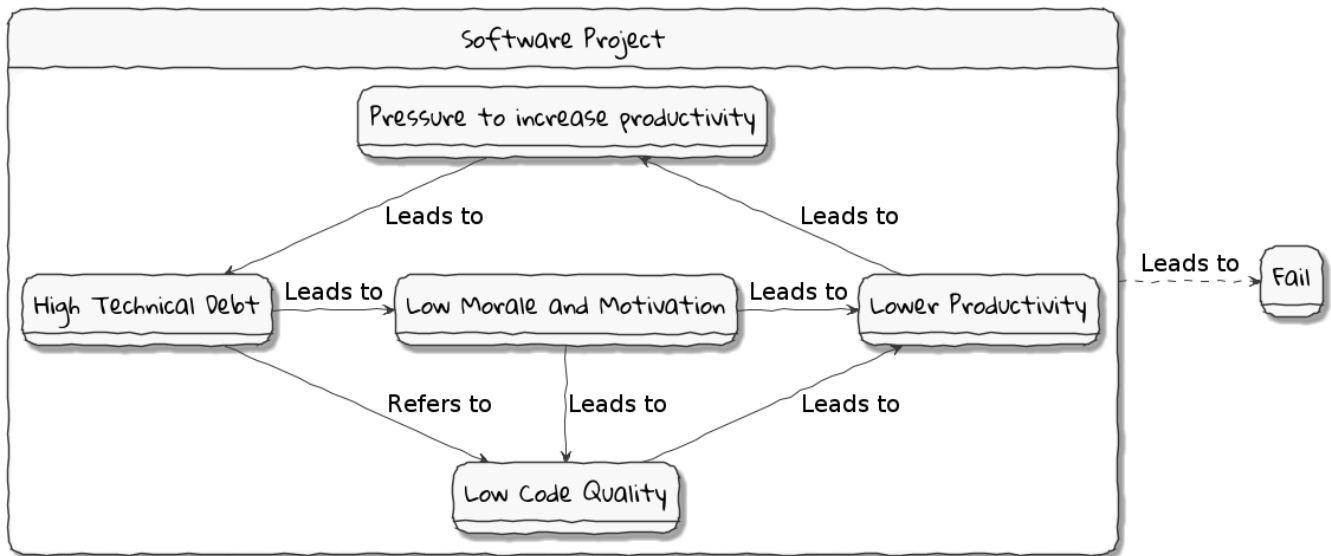 Software Project
Pressure to increase productivity
Leads to
Leads to
Leads to
High Technical Debt
Leads to
Low Morale and Motivation
Leads to
Lower Productivity
Fail
Refers to
Leads to
Leads to
Low Code Quality